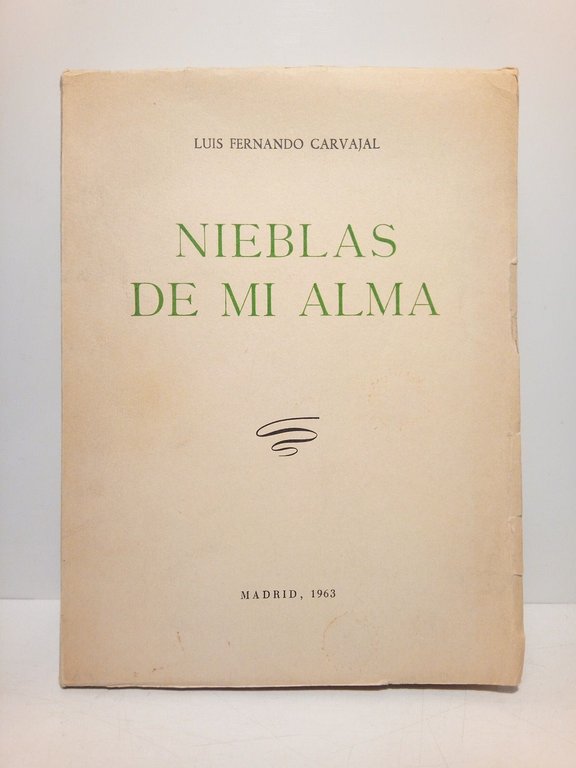 LUIS FERNANDO CARVAJAL
NIEBLAS
DE MI ALMA
MADRID, 1963